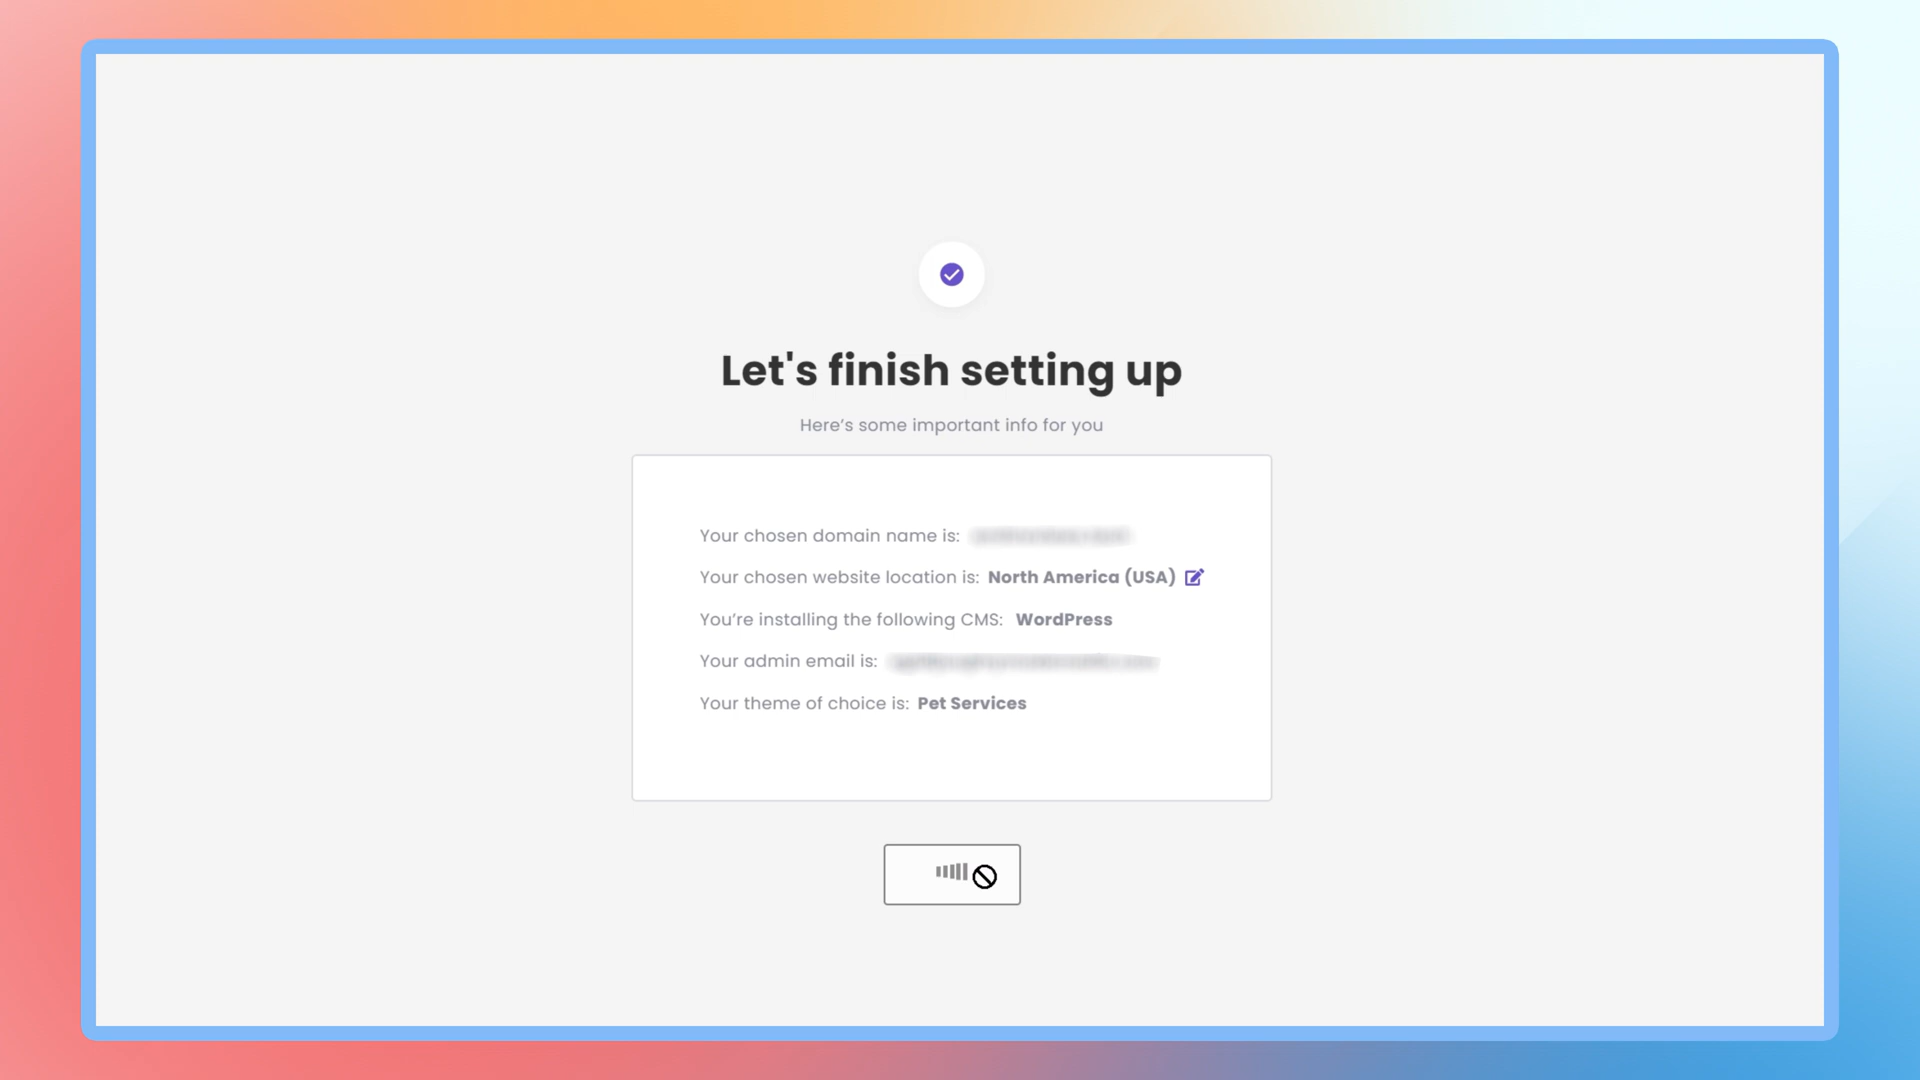 Let's finish setting up
Here’s some important info for you
Your chosen domain name is:
Your chosen website location is: North America (USA)
You’re installing the following CMS: WordPress
Your admin email is:
Your theme of choice is: Pet Services